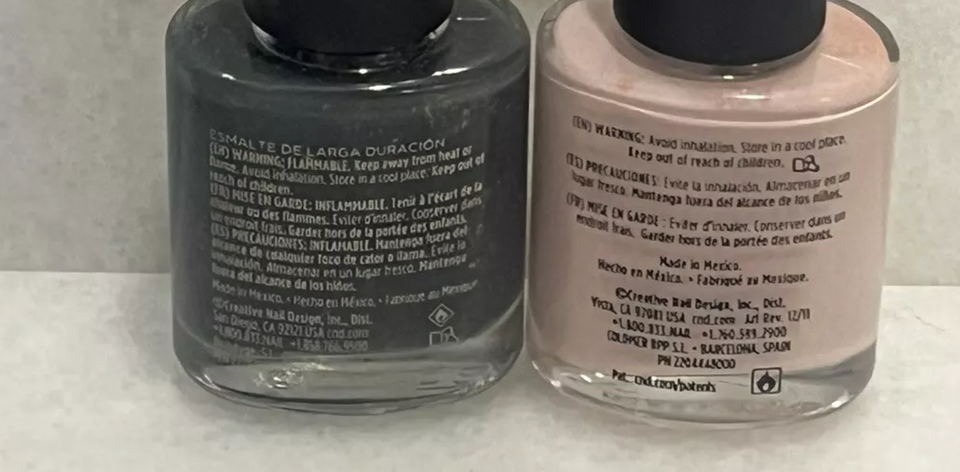 ESMALTE DE LARGA DURACIÓN
(EN) WARNING: FLAMMABLE. Keep away from heat or
flame. Avoid inhalation. Store in a cool place. Keep out of
reach of children.
(FR) MISE EN GARDE: INFLAMMABLE. Tenir à l'écart de la
chaleur ou des flammes. Éviter d'inhaler. Conserver dans
un endroit frais. Garder hors de la portée des enfants.
(ES) PRECAUCIONES: INFLAMABLE. Mantenga fuera del
alcance de cualquier foco de calor o llama. Evite la
inhalación. Almacenar en un lugar fresco. Mantenga
fuera del alcance de los niños.
Made in Mexico. • Hecho en México. • Fabriqué au Mexique.
©Creative Nail Design, Inc., Dist.
San Diego, CA 92121 USA cnd.com
•1.800.833.NAIL •1.858.766.9900
(EN) WARNING: Avoid inhalation. Store in a cool place.
Keep out of reach of children.
(ES) PRECAUCIONES: Evite la inhalación. Almacenar en un
lugar fresco. Mantenga fuera del alcance de los niños.
(FR) MISE EN GARDE : Éviter d'inhaler. Conserver dans un
endroit frais. Garder hors de la portée des enfants.
Made in Mexico.
Hecho en México. • Fabriqué au Mexique.
©Creative Nail Design, Inc., Dist.
Vista, CA 92081 USA cnd.com Art Rev. 12/11
•1.800.833.NAIL •1.760.599.2900
COLOMER BPP S.L. • BARCELONA, SPAIN
Pat. cnd.com/patents